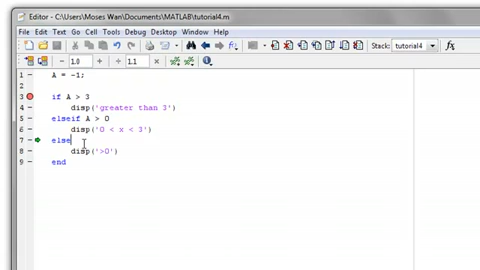 C:\Users\Moses Wan\Documents\MATLAB\tutorial4.m
File Edit Text Go Cell Tools Debug Desktop Window Help
Stack: tutorial4 fx
− 1.0 + ÷ 1.1 ×
1 − A = -1;
2
3 if A > 3
4 − disp('greater than 3')
5 − elseif A > 0
6 − disp('0 < x < 3')
7 − else
8 − disp('>0')
9 − end